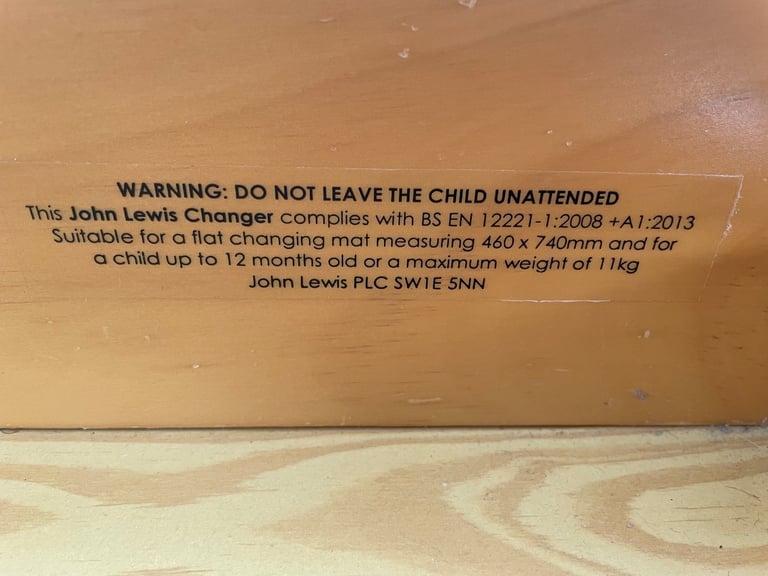 WARNING: DO NOT LEAVE THE CHILD UNATTENDED
This John Lewis Changer complies with BS EN 12221-1:2008 +A1:2013
Suitable for a flat changing mat measuring 460 x 740mm and for
a child up to 12 months old or a maximum weight of 11kg
John Lewis PLC SW1E 5NN